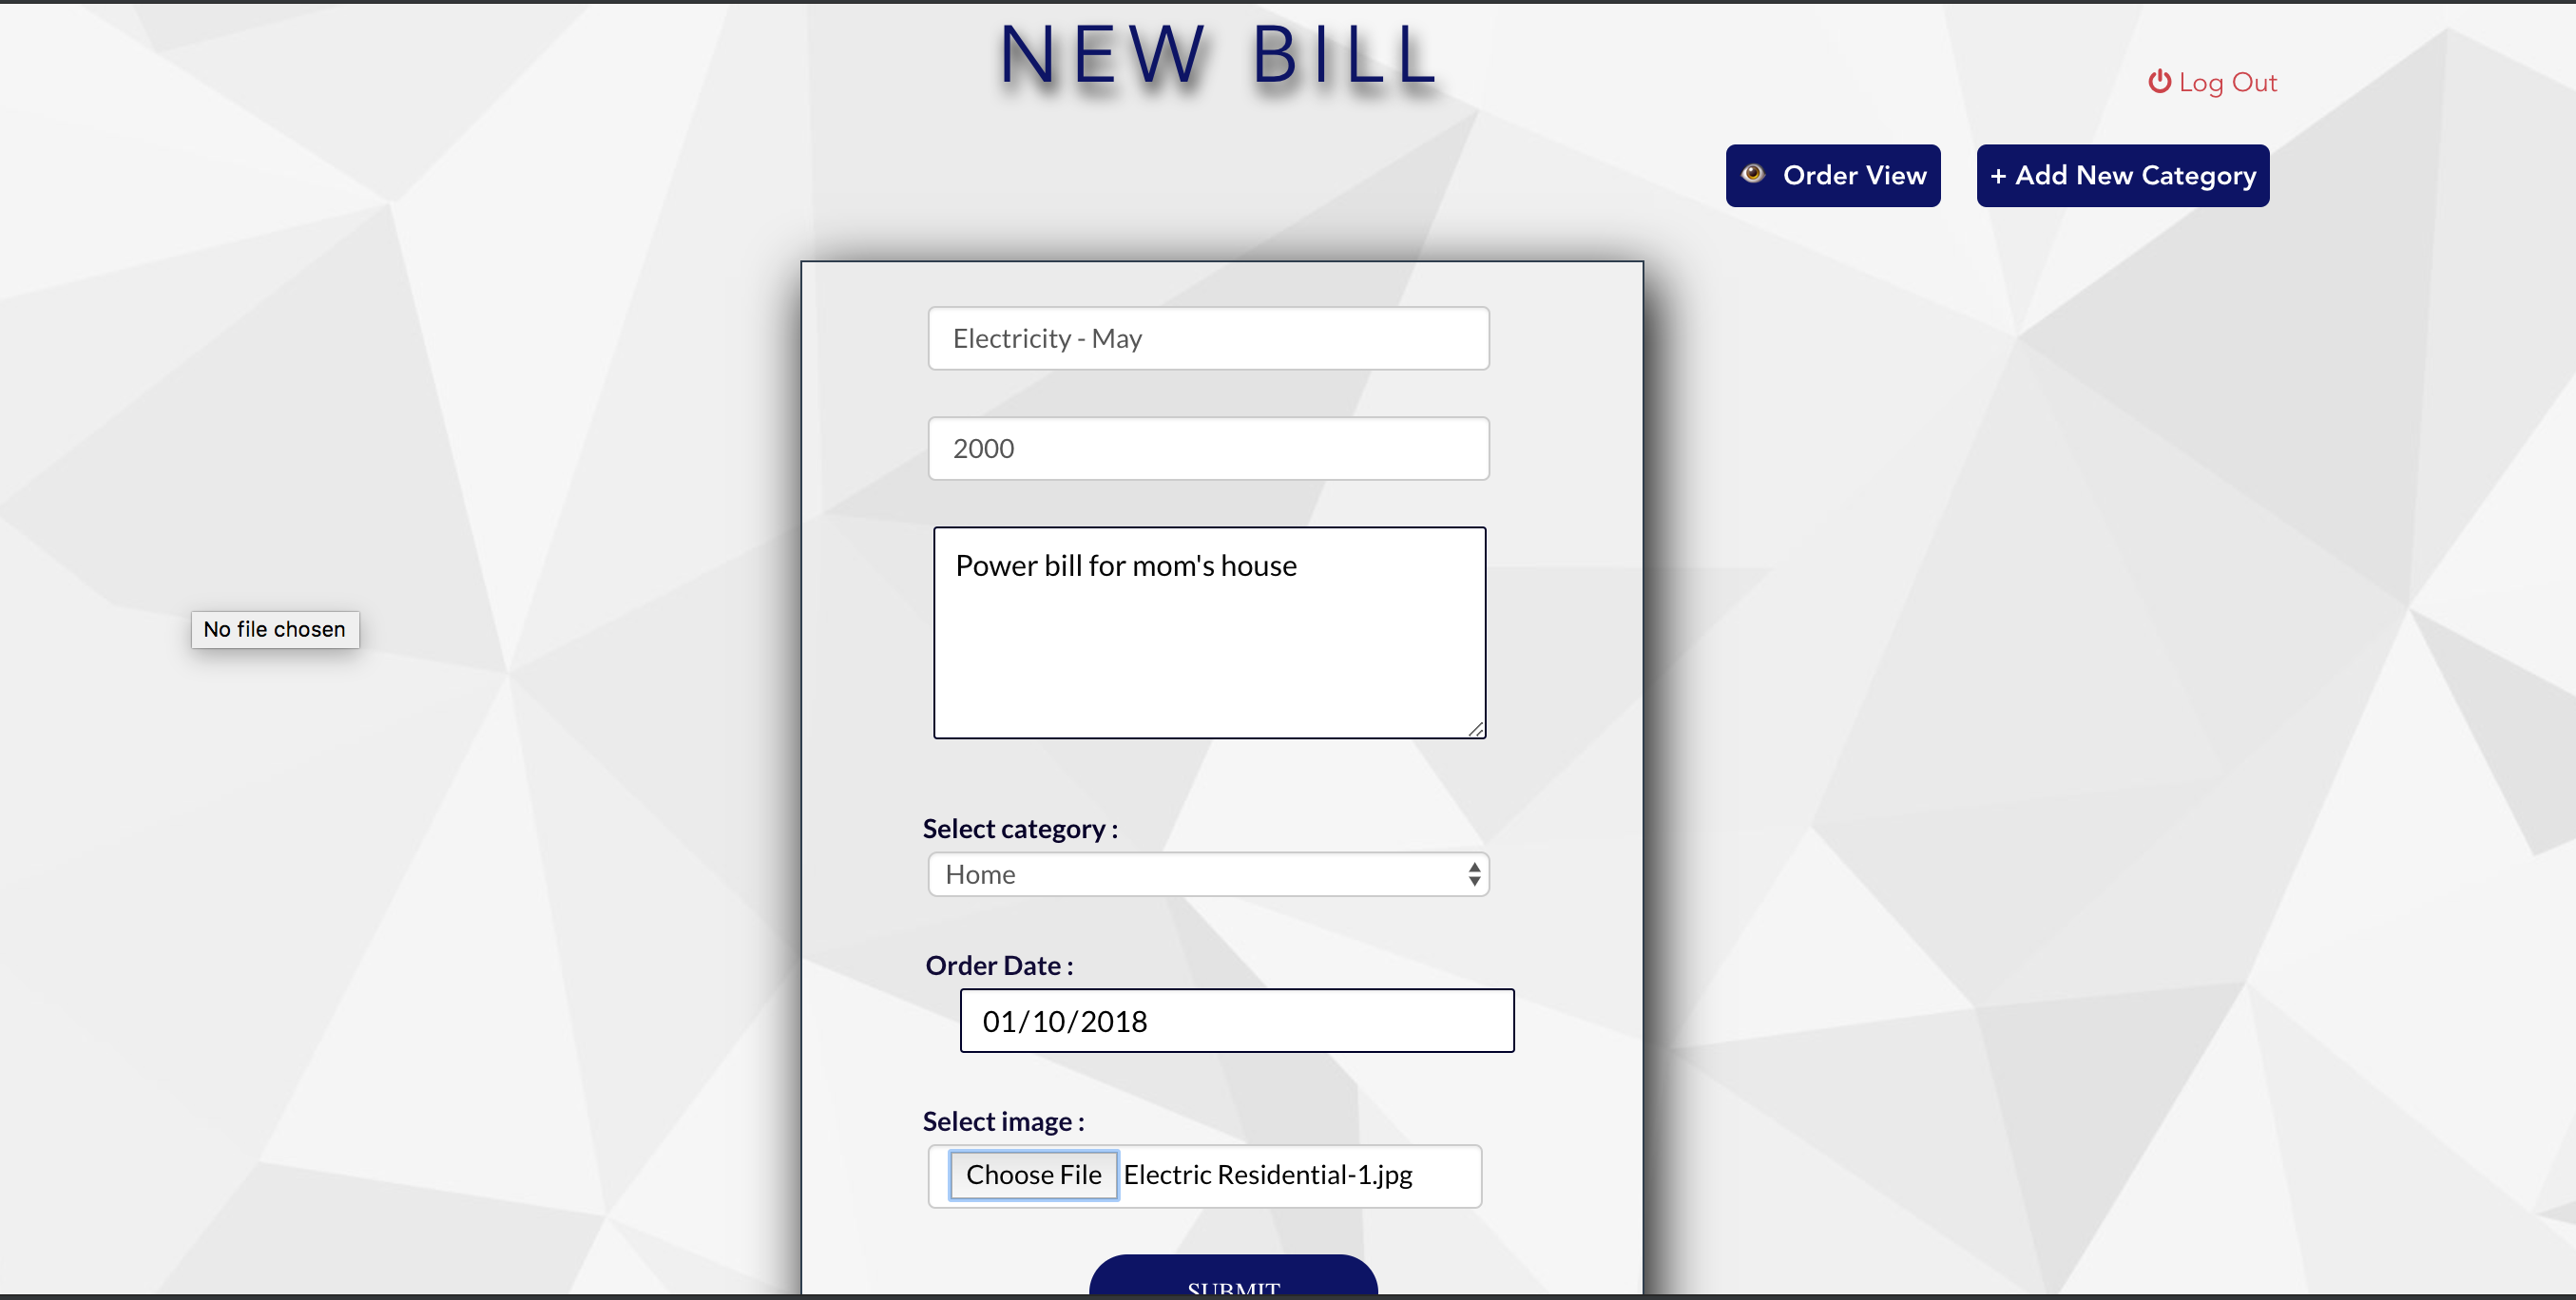 NEW BILL
Log Out
Order View
+ Add New Category
Electricity - May
2000
Power bill for mom's house
No file chosen
Select category :
Home
Order Date :
01/10/2018
Select image :
Choose File Electric Residential-1.jpg
SUBMIT